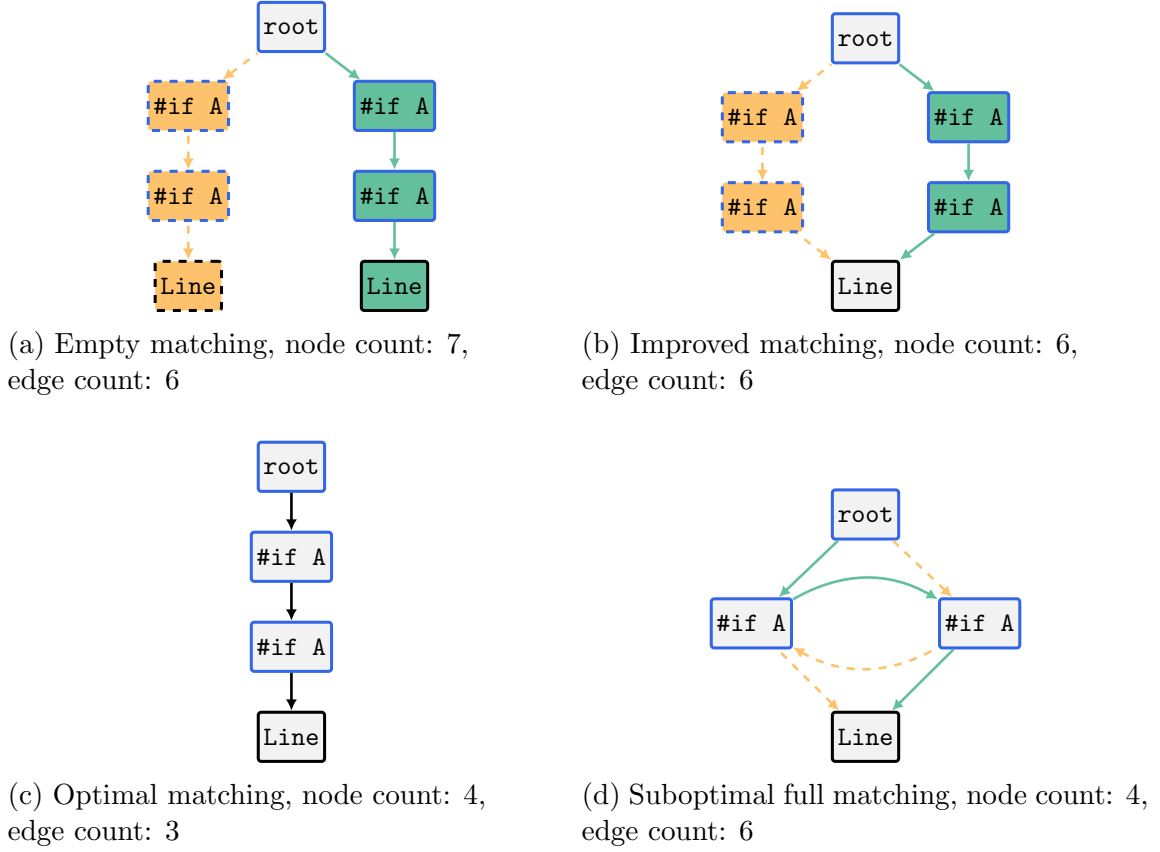 root
#if A
#if A
#if A
#if A
Line
Line
(a) Empty matching, node count: 7,
edge count: 6
root
#if A
#if A
#if A
#if A
Line
(b) Improved matching, node count: 6,
edge count: 6
root
#if A
#if A
Line
(c) Optimal matching, node count: 4,
edge count: 3
root
#if A
#if A
Line
(d) Suboptimal full matching, node count: 4,
edge count: 6